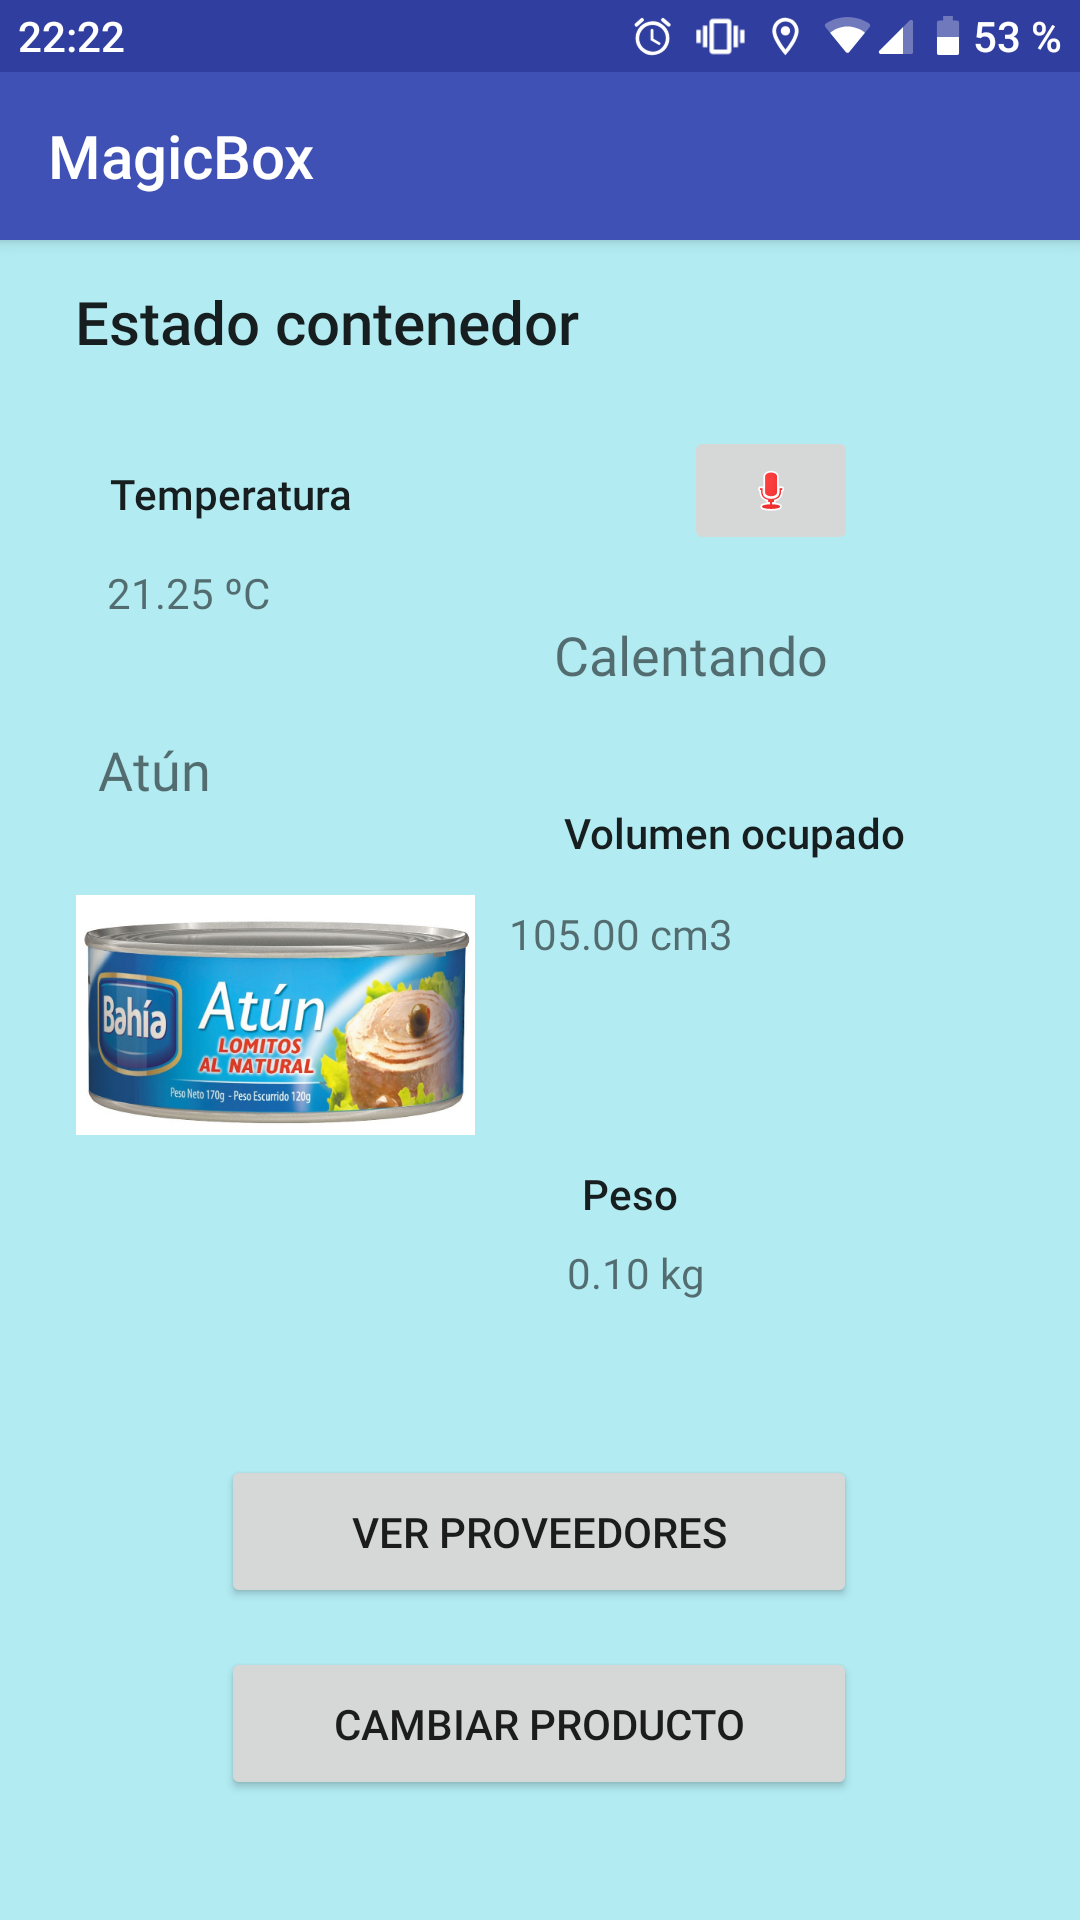 22:22
53 %
MagicBox
Estado contenedor
Temperatura
21.25 ºC
Calentando
Atún
Volumen ocupado
105.00 cm3
Bahía
Atún
LOMITOS
AL NATURAL
Peso Neto 170g - Peso Escurrido 120g
Peso
0.10 kg
VER PROVEEDORES
CAMBIAR PRODUCTO